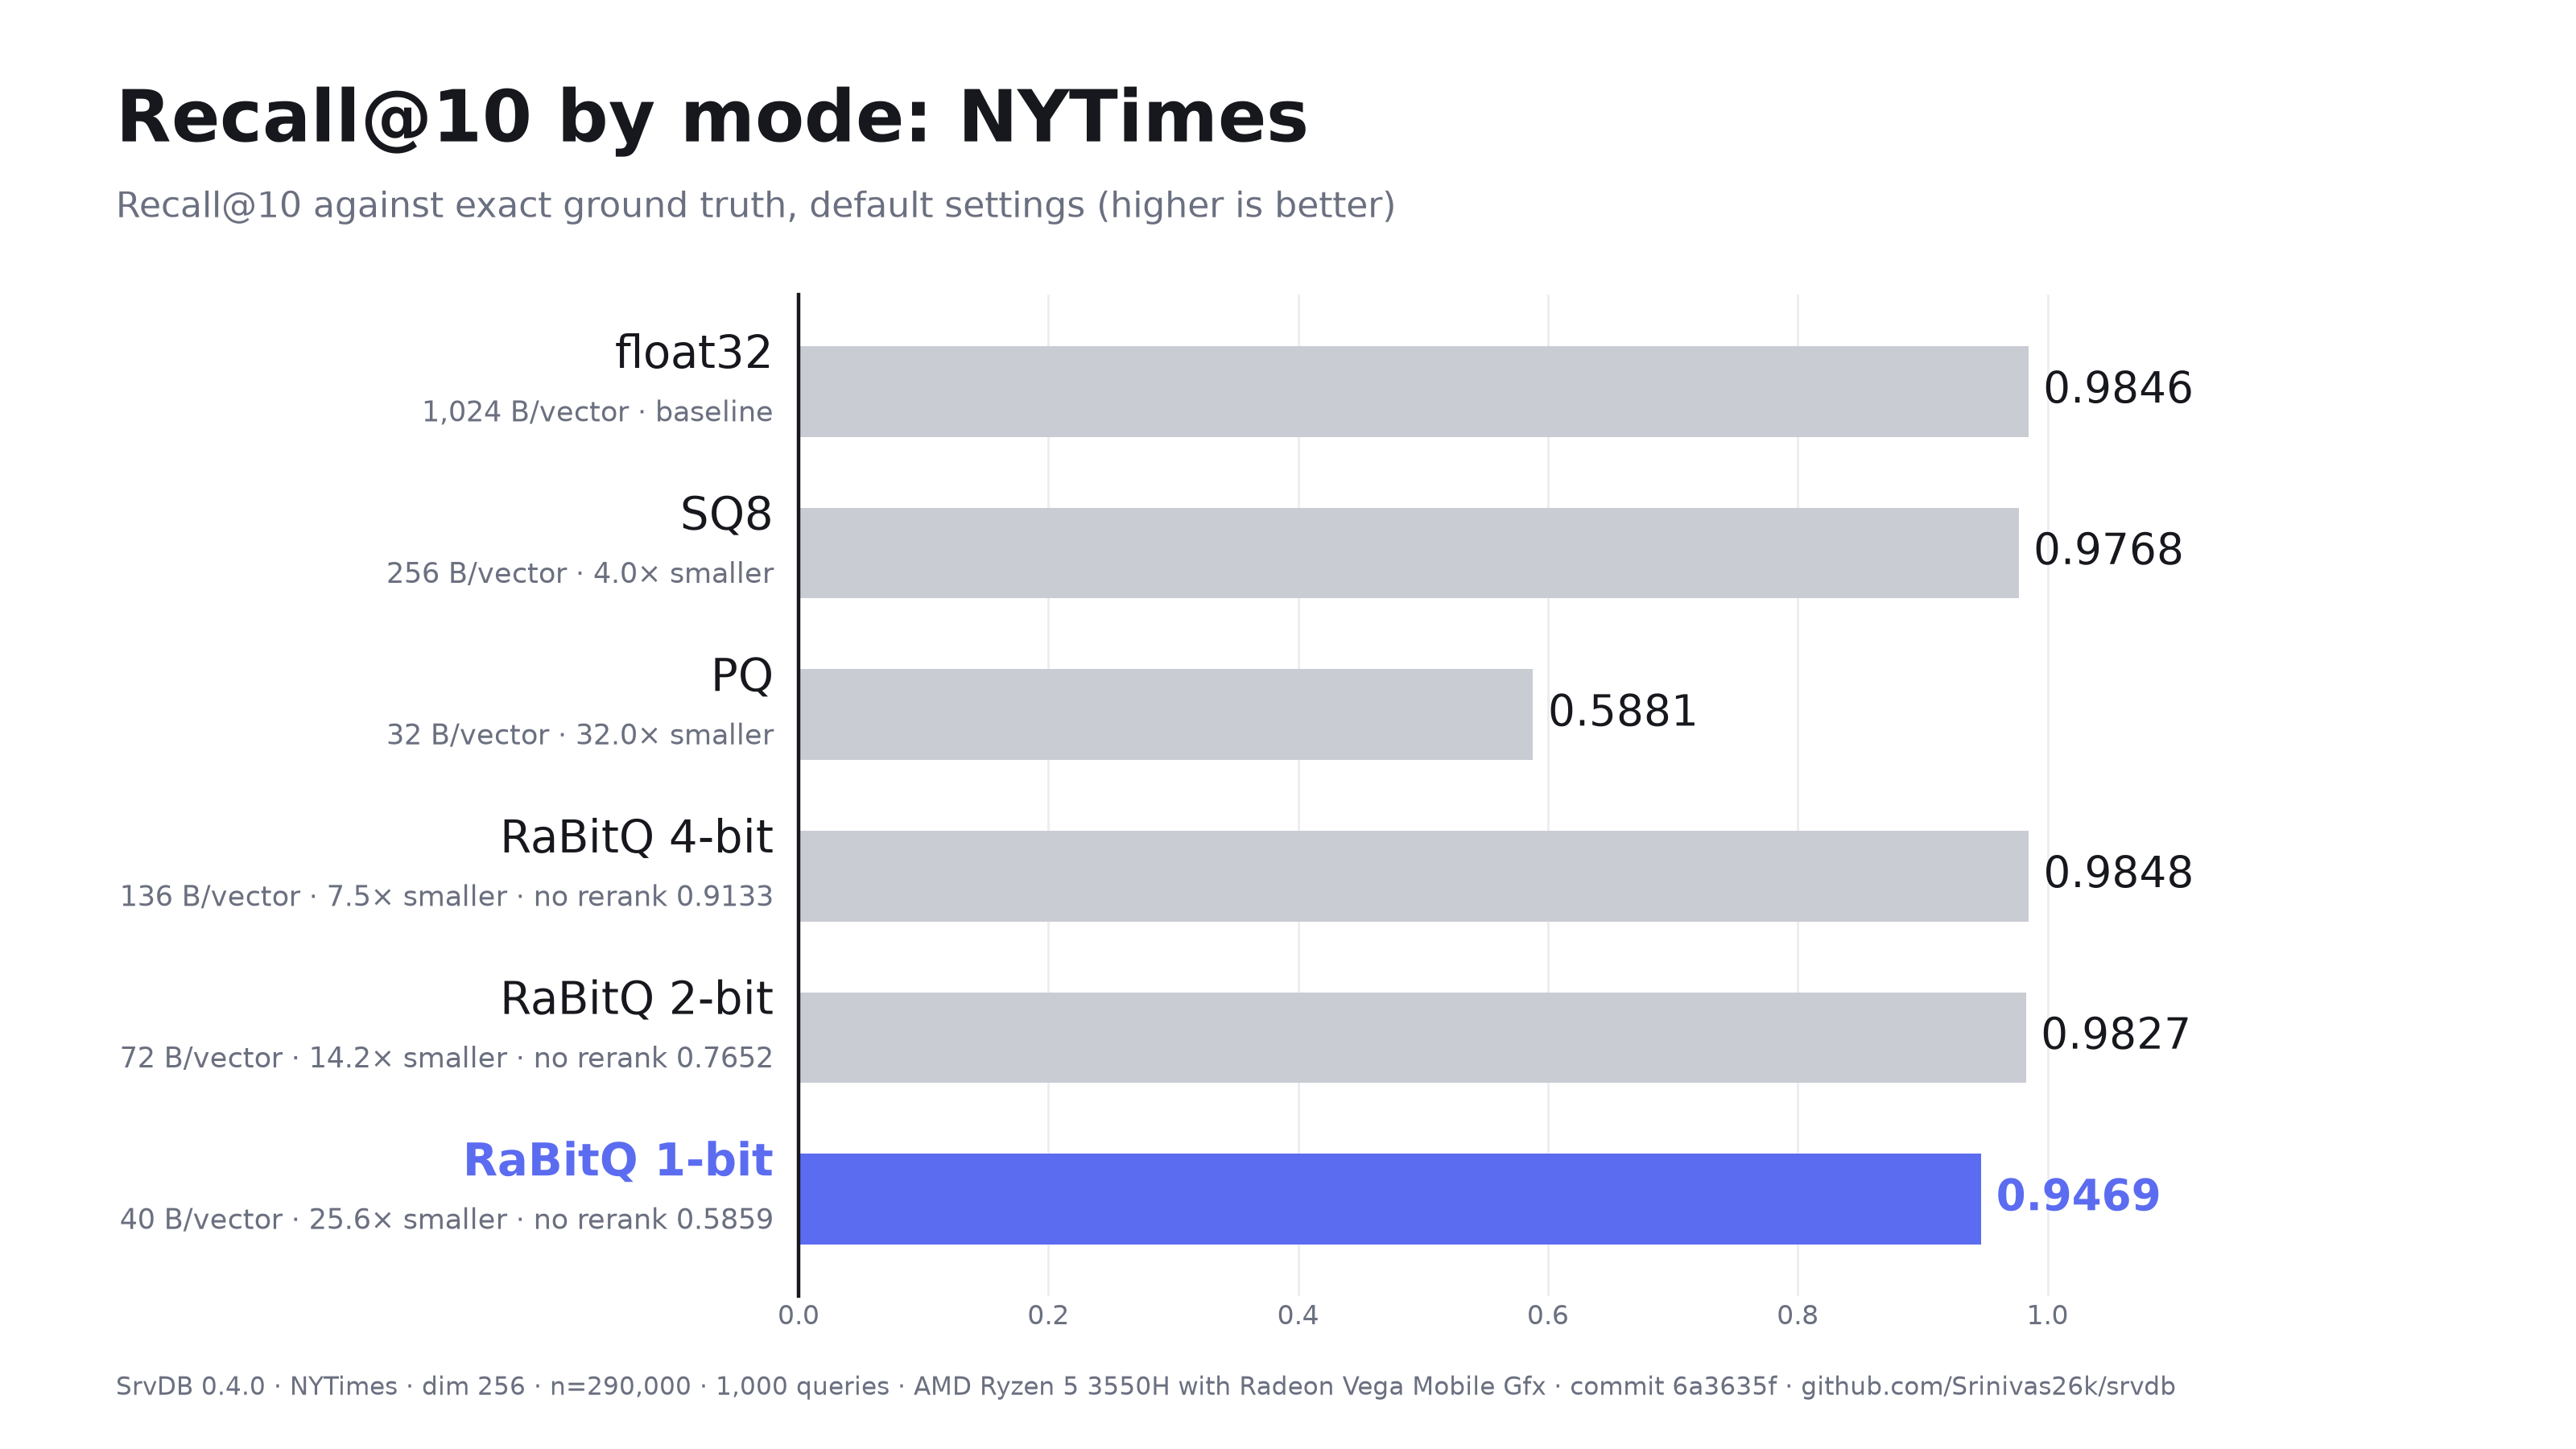 Recall@10 by mode: NYTimes
Recall@10 against exact ground truth, default settings (higher is better)
float32
1,024 B/vector · baseline
0.9846
SQ8
256 B/vector · 4.0× smaller
0.9768
PQ
32 B/vector · 32.0× smaller
0.5881
RaBitQ 4-bit
136 B/vector · 7.5× smaller · no rerank 0.9133
0.9848
RaBitQ 2-bit
72 B/vector · 14.2× smaller · no rerank 0.7652
0.9827
RaBitQ 1-bit
40 B/vector · 25.6× smaller · no rerank 0.5859
0.9469
0.0 0.2 0.4 0.6 0.8 1.0
SrvDB 0.4.0 · NYTimes · dim 256 · n=290,000 · 1,000 queries · AMD Ryzen 5 3550H with Radeon Vega Mobile Gfx · commit 6a3635f · github.com/Srinivas26k/srvdb